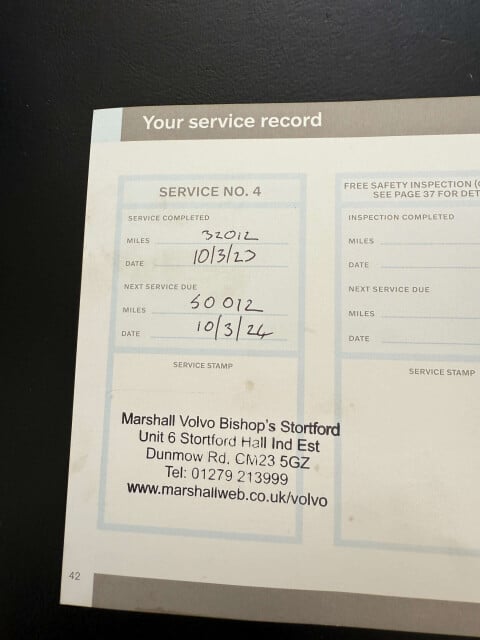 Your service record
SERVICE NO. 4
SERVICE COMPLETED
MILES 32012
DATE 10/3/23
NEXT SERVICE DUE
MILES 50 012
DATE 10/3/24
SERVICE STAMP
Marshall Volvo Bishop's Stortford
Unit 6 Stortford Hall Ind Est
Dunmow Rd, CM23 5GZ
Tel: 01279 213999
www.marshallweb.co.uk/volvo
FREE SAFETY INSPECTION
SEE PAGE 37 FOR
INSPECTION COMPLETED
MILES
DATE
NEXT SERVICE DUE
MILES
DATE
SERVICE STAMP
42